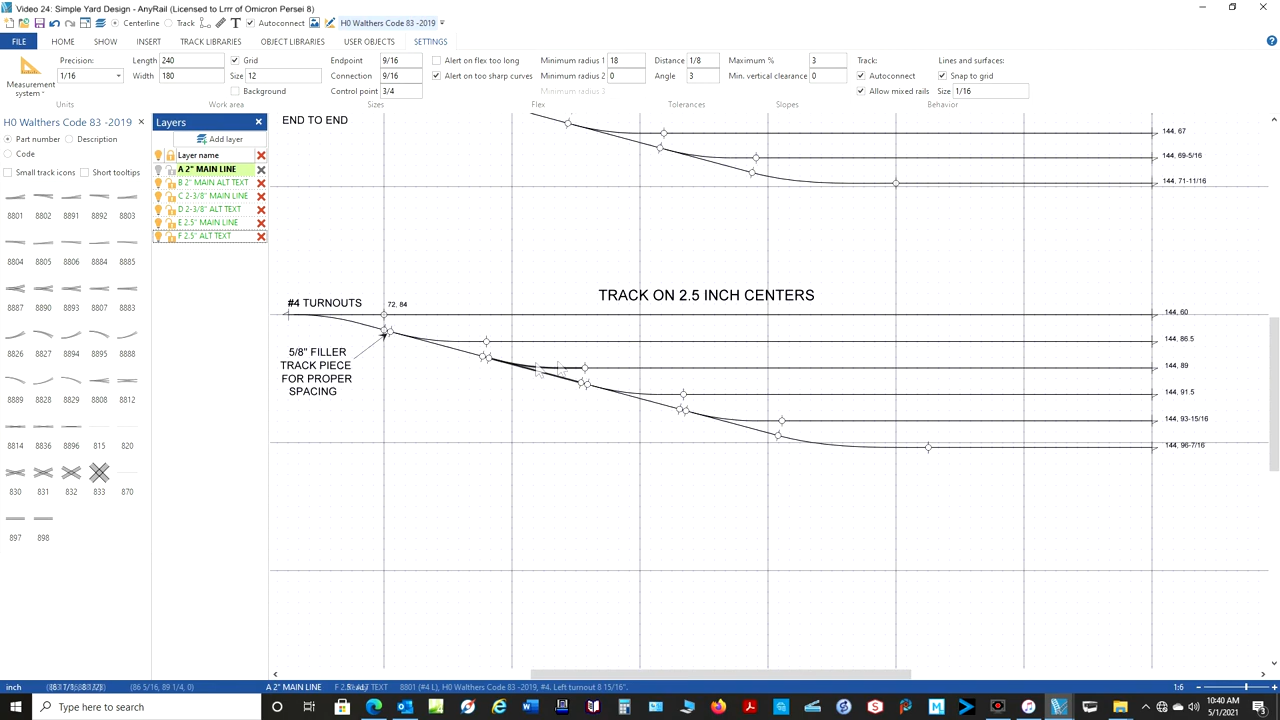 Video 24: Simple Yard Design - AnyRail (Licensed to Lrrr of Omicron Persei 8)
Centerline Track Autoconnect H0 Walthers Code 83 -2019
FILE HOME SHOW INSERT TRACK LIBRARIES OBJECT LIBRARIES USER OBJECTS SETTINGS
Precision: Length 240 Grid Endpoint 9/16 Alert on flex too long Minimum radius 1 18 Distance 1/8 Maximum % 3 Track: Lines and surfaces:
1/16 Width 180 Size 12 Connection 9/16 Alert on too sharp curves Minimum radius 2 0 Angle 3 Min. vertical clearance 0 Autoconnect Snap to grid
Measurement system Background Control point 3/4 Minimum radius 3 Allow mixed rails Size 1/16
Units Work area Sizes Flex Tolerances Slopes Behavior
H0 Walthers Code 83 -2019
Part number Description
Code
Small track icons Short tooltips
8801 8802 8891 8892 8803
8804 8805 8806 8884 8885
8887 8890 8893 8807 8883
8826 8827 8894 8895 8888
8889 8828 8829 8808 8812
8814 8836 8896 815 820
830 831 832 833 870
897 898
Layers
Add layer
Layer name
A 2" MAIN LINE
B 2" MAIN ALT TEXT
C 2-3/8" MAIN LINE
D 2-3/8" ALT TEXT
E 2.5" MAIN LINE
F 2.5" ALT TEXT
END TO END
144, 67
144, 69-5/16
144, 71-11/16
TRACK ON 2.5 INCH CENTERS
#4 TURNOUTS
72, 84
144, 60
144, 86.5
144, 89
144, 91.5
144, 93-15/16
144, 96-7/16
5/8" FILLER
TRACK PIECE
FOR PROPER
SPACING
inch (86 5/16, 89 1/4, 0) A 2" MAIN LINE 8801 (#4 L), H0 Walthers Code 83 -2019, #4. Left turnout 8 15/16". 1:6
Type here to search
10:40 AM
5/1/2021